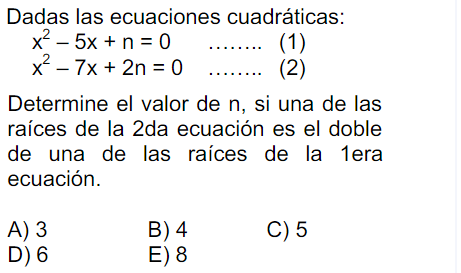 Dadas las ecuaciones cuadráticas:
x² – 5x + n = 0 ........ (1)
x² – 7x + 2n = 0 ........ (2)
Determine el valor de n, si una de las
raíces de la 2da ecuación es el doble
de una de las raíces de la 1era
ecuación.
A) 3 B) 4 C) 5
D) 6 E) 8